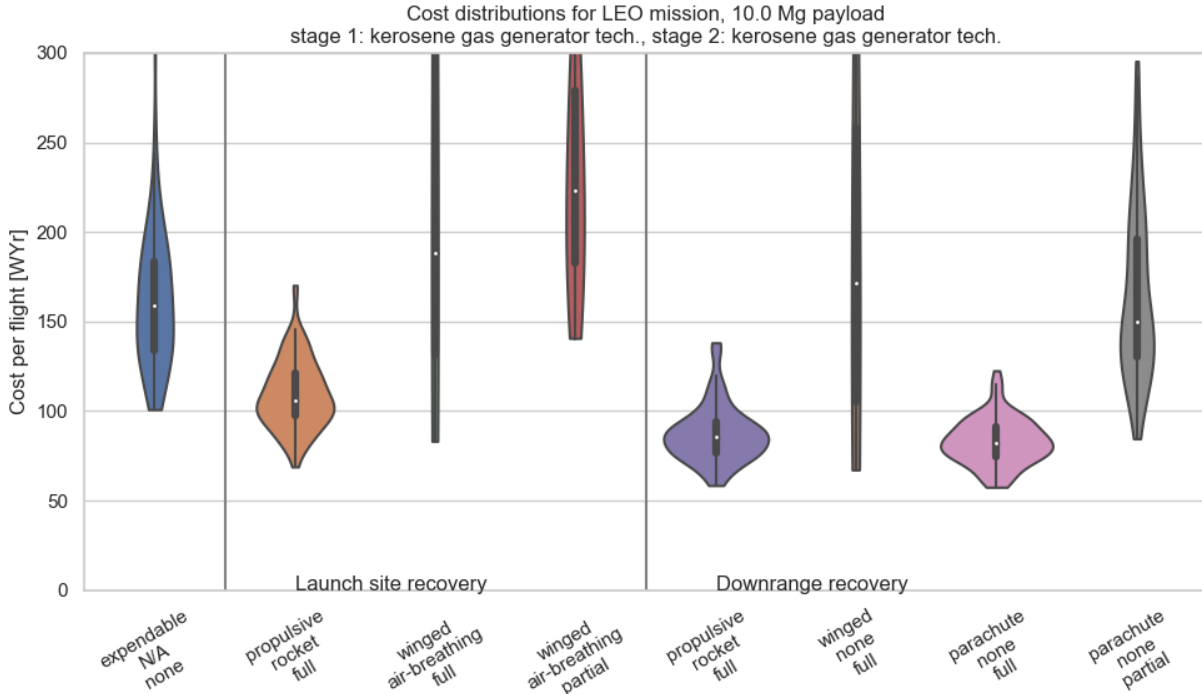 Cost distributions for LEO mission, 10.0 Mg payload
stage 1: kerosene gas generator tech., stage 2: kerosene gas generator tech.
Cost per flight [WYr]
300
250
200
150
100
50
0
Launch site recovery
Downrange recovery
expendable
N/A
none
propulsive
rocket
full
winged
air-breathing
full
winged
air-breathing
partial
propulsive
rocket
full
winged
none
full
parachute
none
full
parachute
none
partial